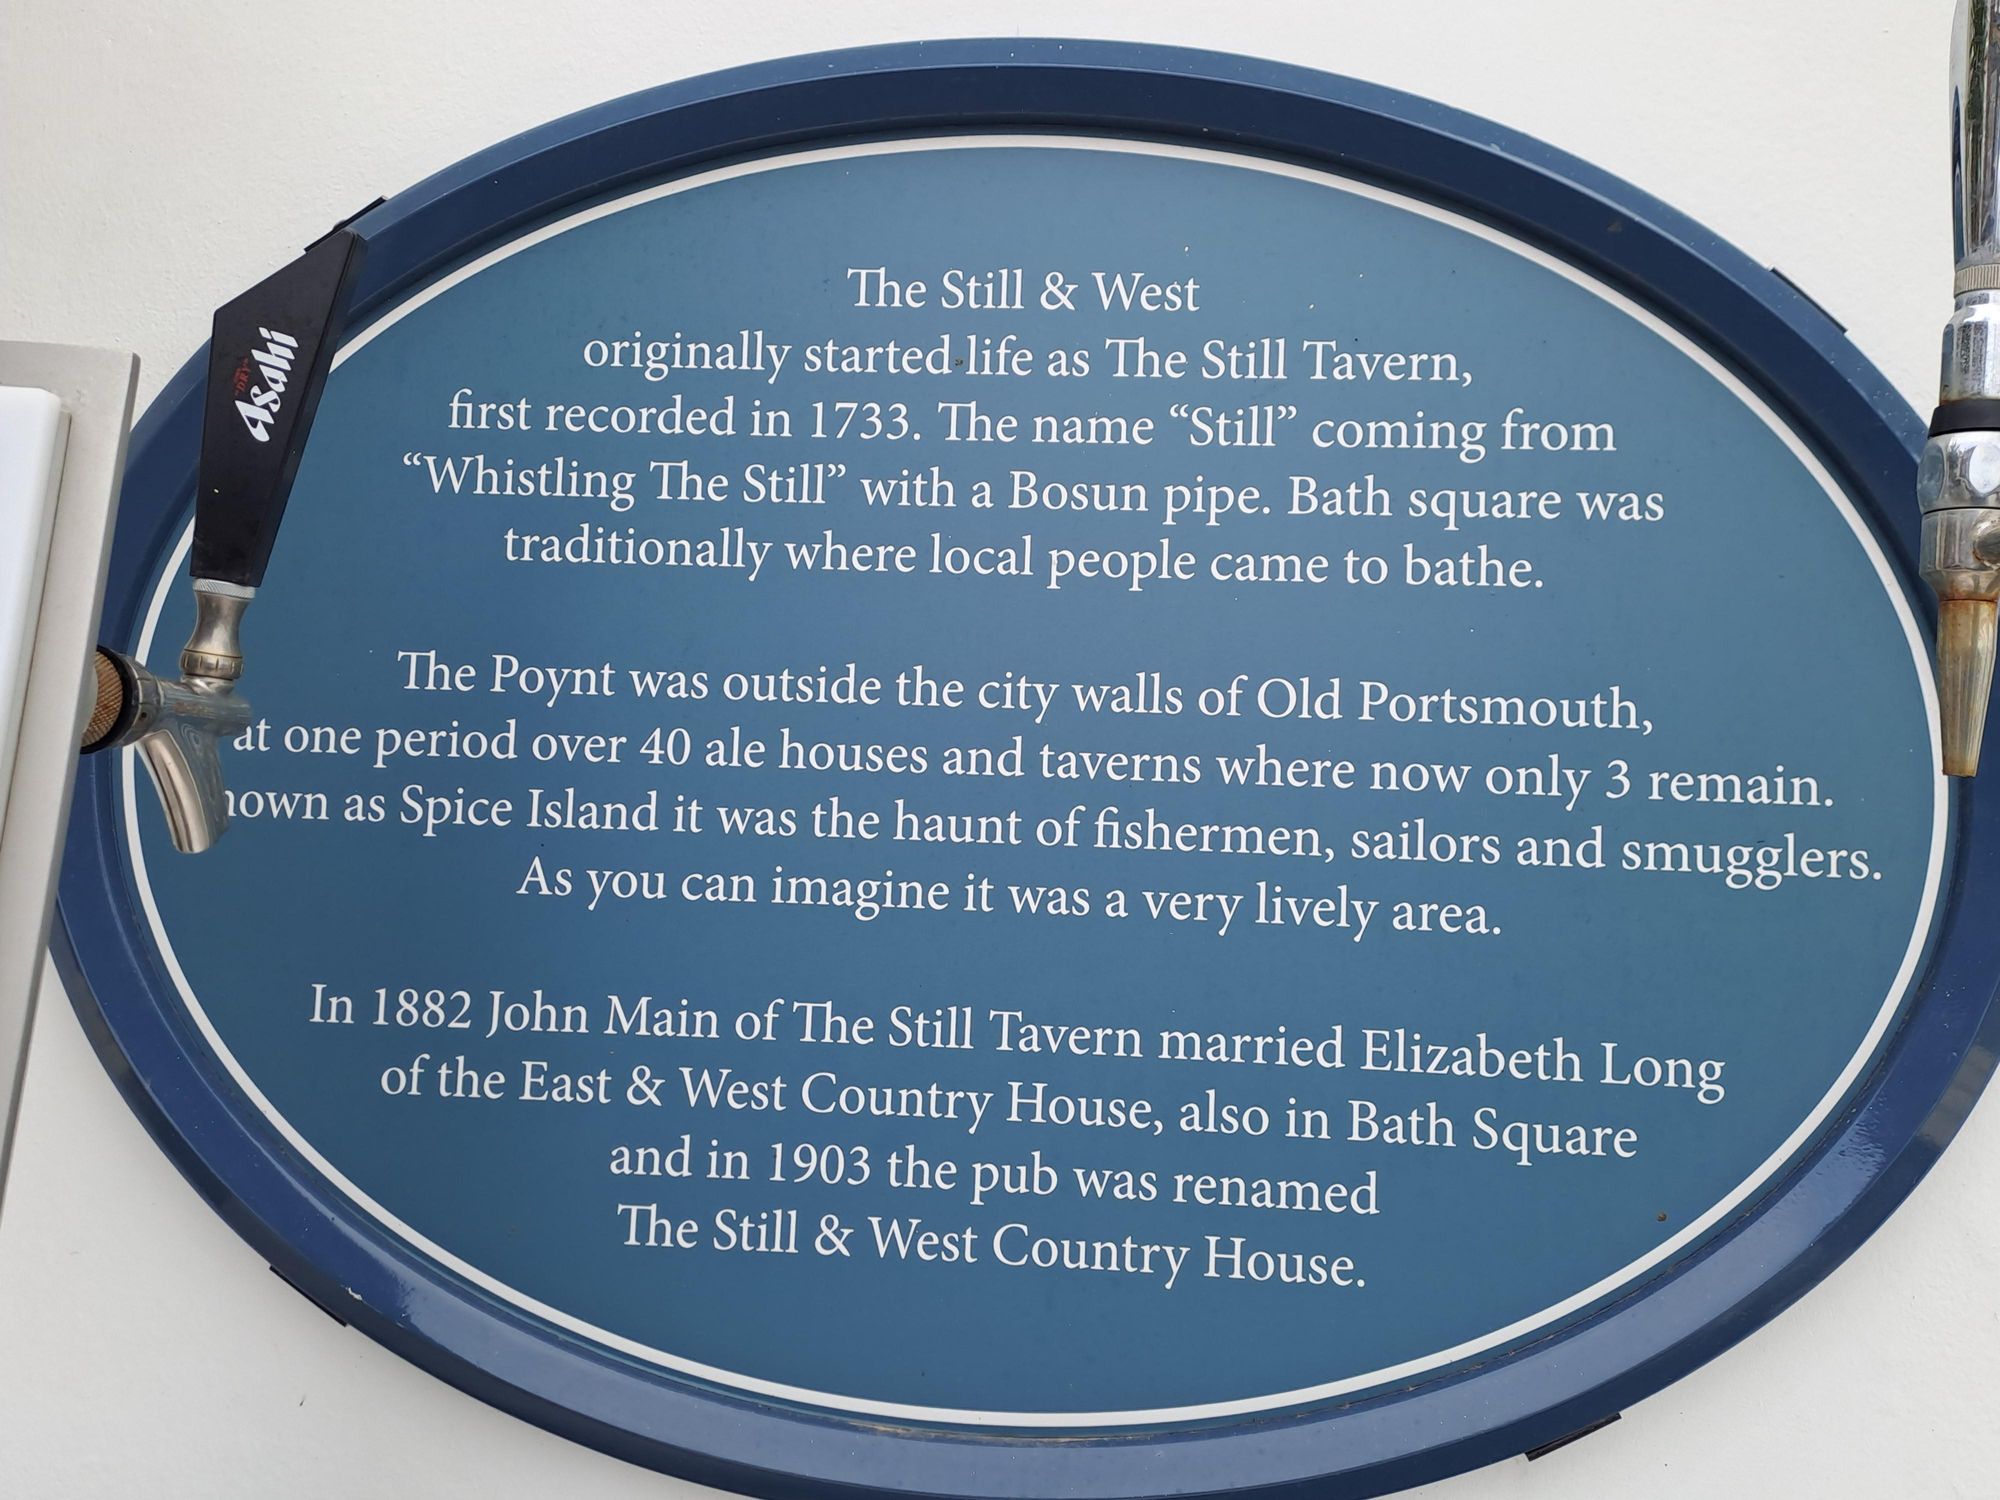 The Still & West
originally started life as The Still Tavern,
first recorded in 1733. The name “Still” coming from
“Whistling The Still” with a Bosun pipe. Bath square was
traditionally where local people came to bathe.
The Poynt was outside the city walls of Old Portsmouth,
at one period over 40 ale houses and taverns where now only 3 remain.
as Spice Island it was the haunt of fishermen, sailors and smugglers.
As you can imagine it was a very lively area.
In 1882 John Main of The Still Tavern married Elizabeth Long
of the East & West Country House, also in Bath Square
and in 1903 the pub was renamed
The Still & West Country House.
Asahi
"DRY"